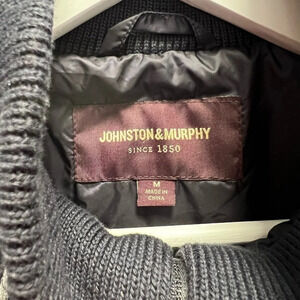 JOHNSTON&MURPHY
SINCE 1850
M
MADE IN
CHINA